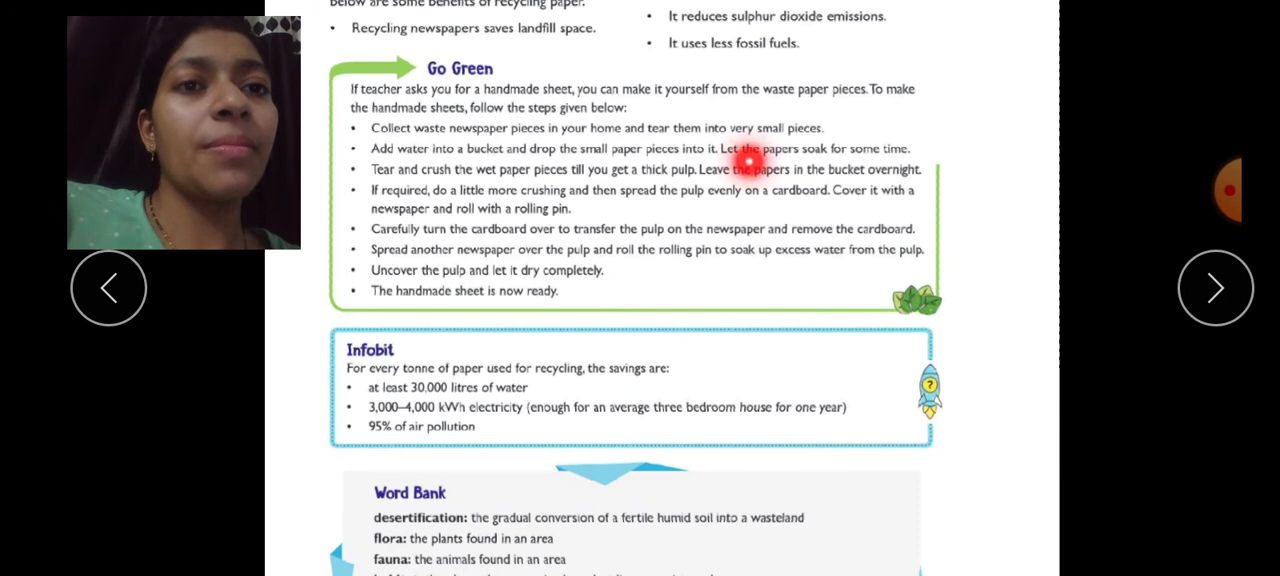 Below are some benefits of recycling paper.
• Recycling newspapers saves landfill space.
• It reduces sulphur dioxide emissions.
• It uses less fossil fuels.
Go Green
If teacher asks you for a handmade sheet, you can make it yourself from the waste paper pieces. To make
the handmade sheets, follow the steps given below:
• Collect waste newspaper pieces in your home and tear them into very small pieces.
• Add water into a bucket and drop the small paper pieces into it. Let the papers soak for some time.
• Tear and crush the wet paper pieces till you get a thick pulp. Leave the papers in the bucket overnight.
• If required, do a little more crushing and then spread the pulp evenly on a cardboard. Cover it with a
newspaper and roll with a rolling pin.
• Carefully turn the cardboard over to transfer the pulp on the newspaper and remove the cardboard.
• Spread another newspaper over the pulp and roll the rolling pin to soak up excess water from the pulp.
• Uncover the pulp and let it dry completely.
• The handmade sheet is now ready.
Infobit
For every tonne of paper used for recycling, the savings are:
• at least 30,000 litres of water
• 3,000–4,000 kWh electricity (enough for an average three bedroom house for one year)
• 95% of air pollution
?
Word Bank
desertification: the gradual conversion of a fertile humid soil into a wasteland
flora: the plants found in an area
fauna: the animals found in an area